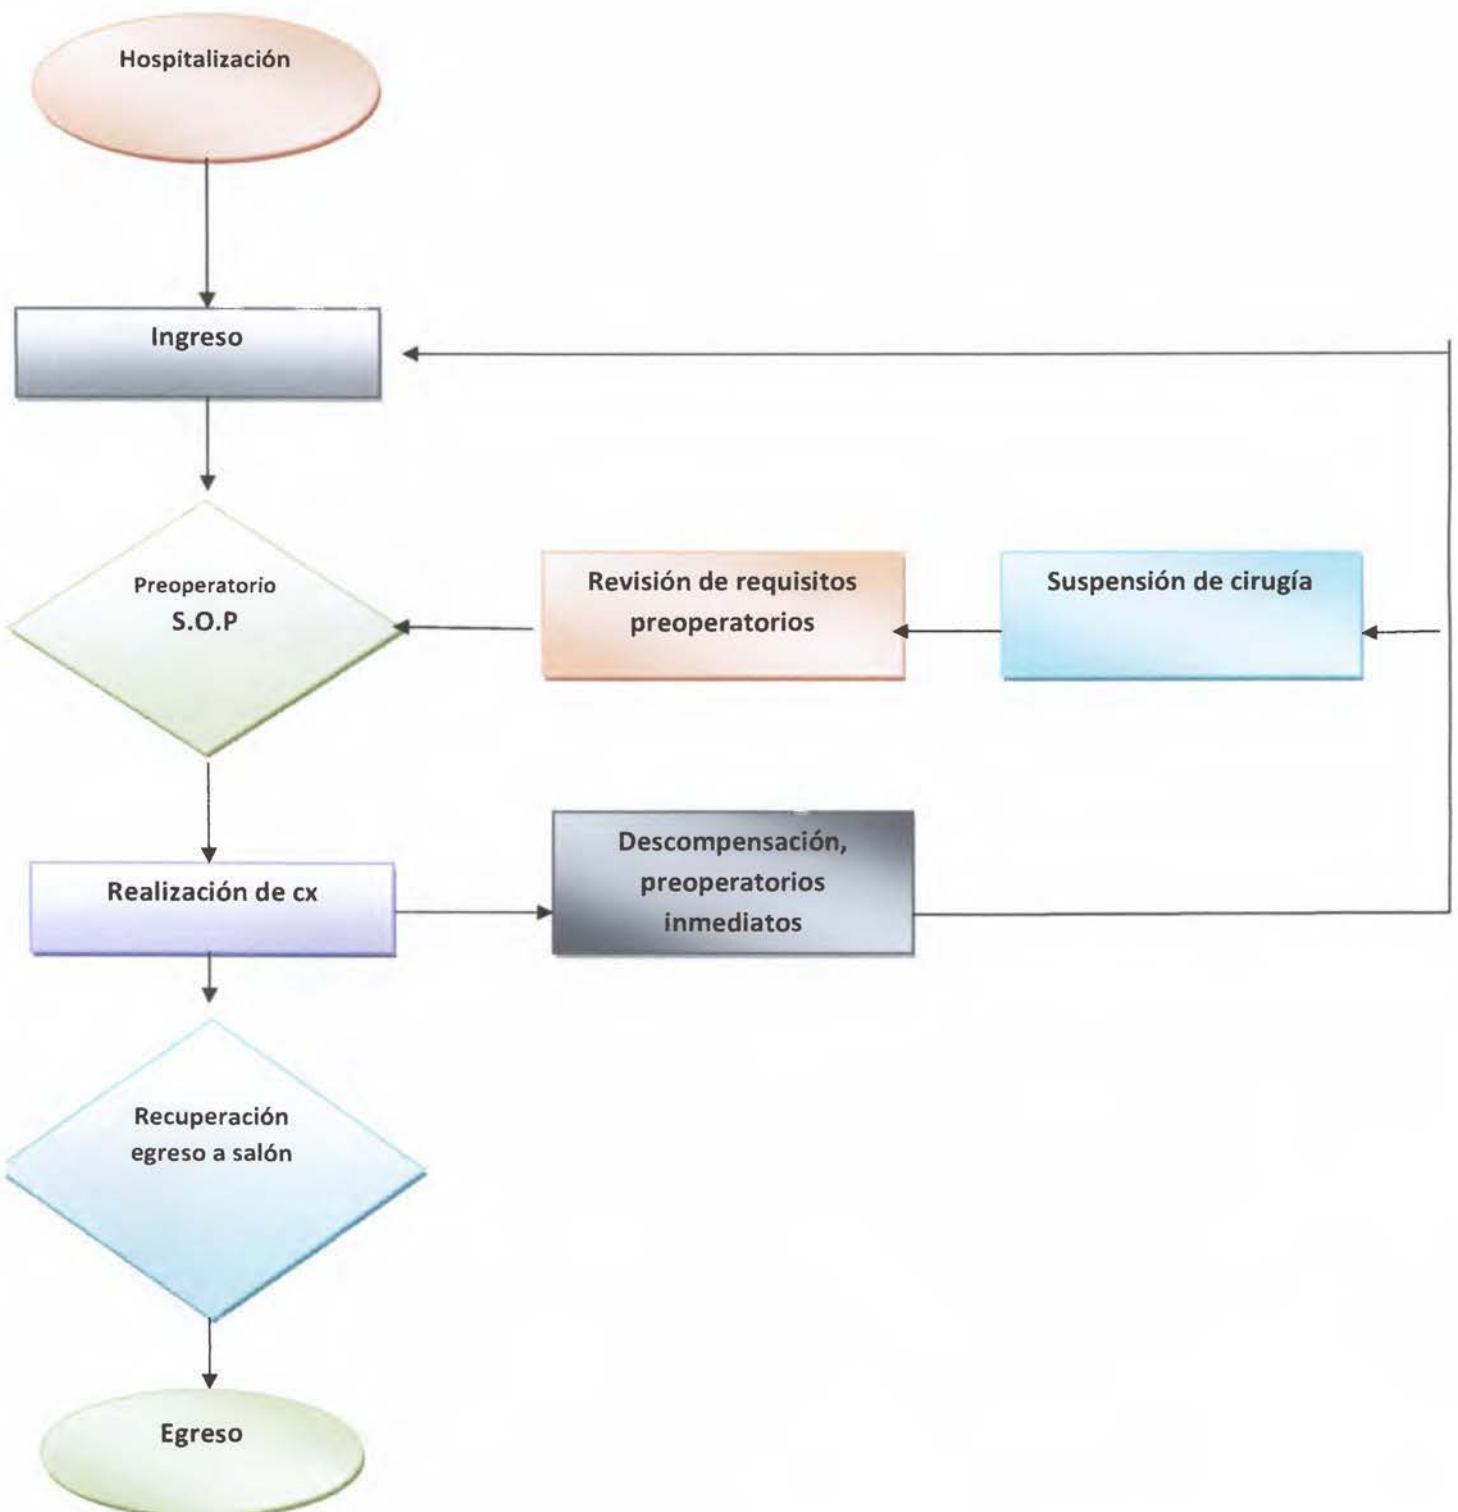 Hospitalización
Ingreso
Preoperatorio
S.O.P
Revisión de requisitos
preoperatorios
Suspensión de cirugía
Realización de cx
Descompensación,
preoperatorios
inmediatos
Recuperación
egreso a salón
Egreso